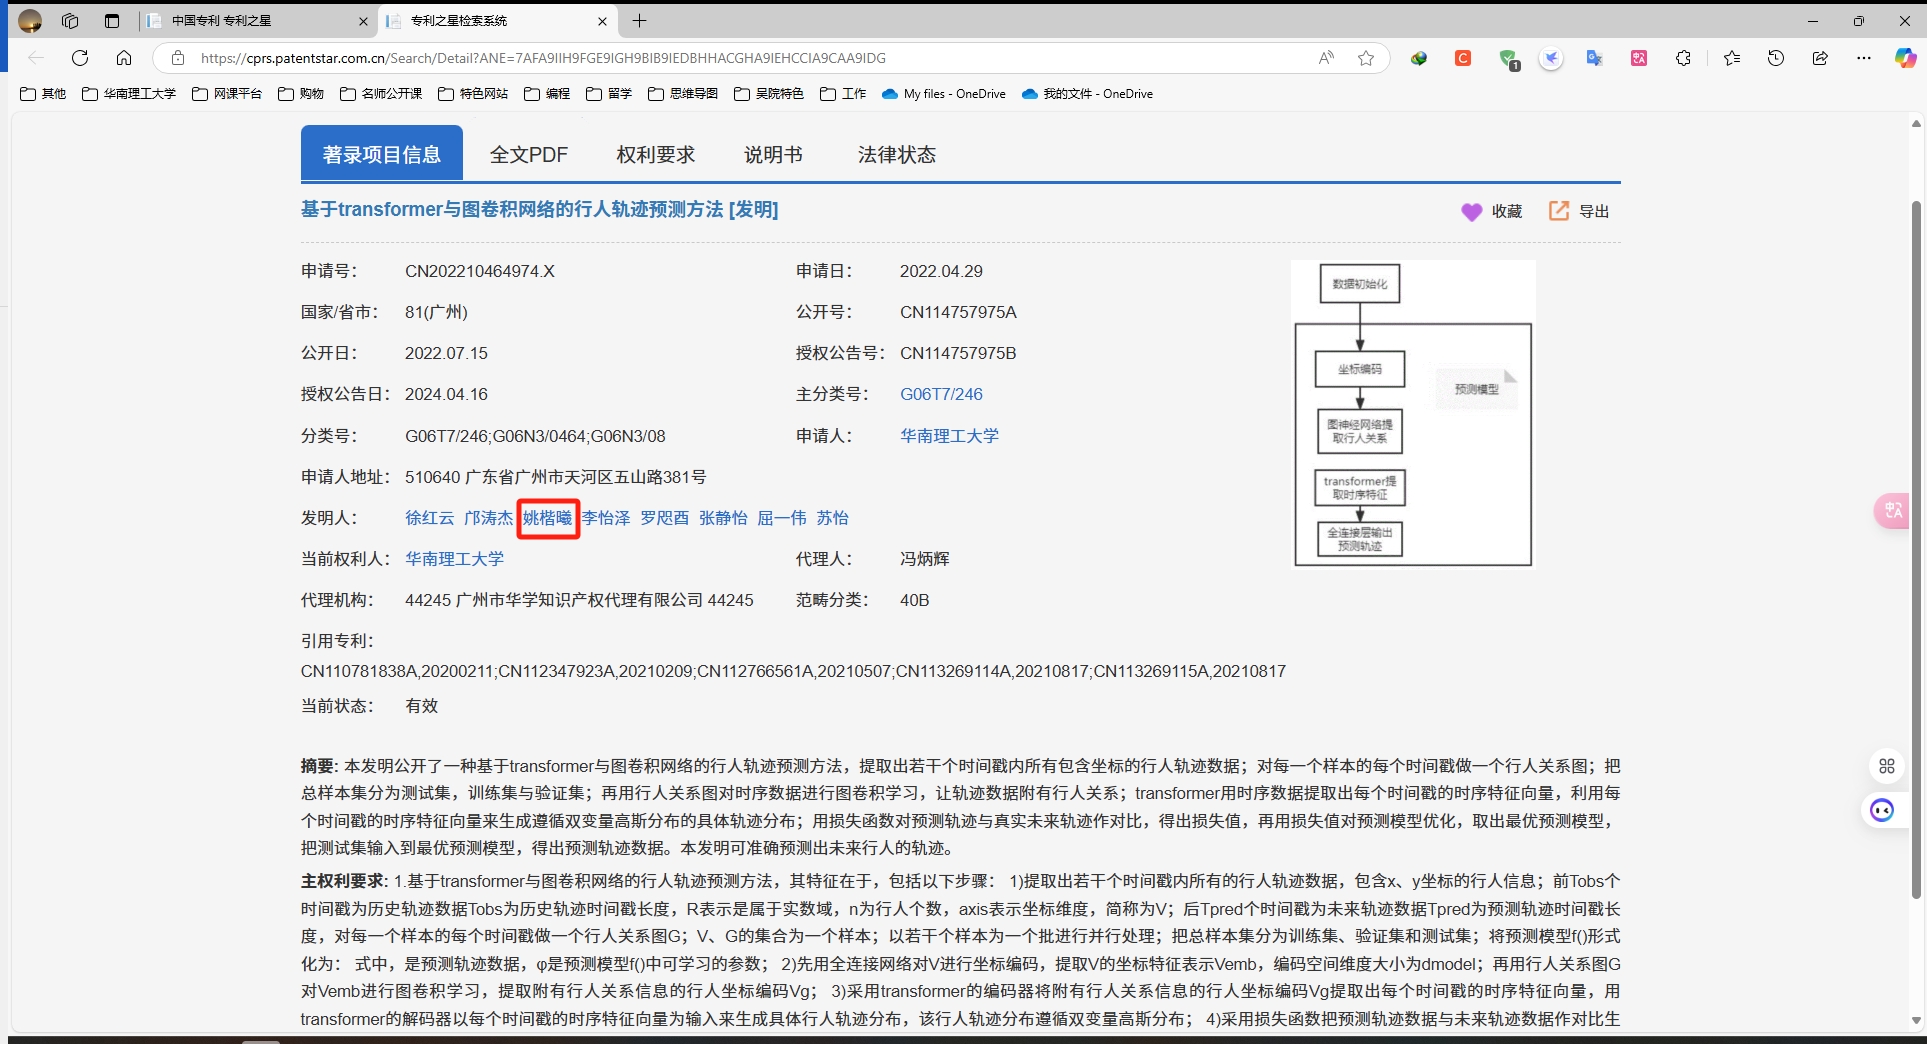 中国专利 专利之星
专利之星检索系统
https://cprs.patentstar.com.cn/Search/Detail?ANE=7AFA9IIH9FGE9IGH9BIB9IEDBHHACGHA9IEHCCIA9CAA9IDG
其他 华南理工大学 网课平台 购物 名师公开课 特色网站 编程 留学 思维导图 吴院特色 工作 My files - OneDrive 我的文件 - OneDrive
著录项目信息 全文PDF 权利要求 说明书 法律状态
基于transformer与图卷积网络的行人轨迹预测方法 [发明]
收藏 导出
申请号： CN202210464974.X 申请日： 2022.04.29
国家/省市： 81(广州) 公开号： CN114757975A
公开日： 2022.07.15 授权公告号： CN114757975B
授权公告日： 2024.04.16 主分类号： G06T7/246
分类号： G06T7/246;G06N3/0464;G06N3/08 申请人： 华南理工大学
申请人地址： 510640 广东省广州市天河区五山路381号
发明人： 徐红云 邝涛杰 姚楷曦 李怡泽 罗咫酉 张静怡 屈一伟 苏怡
当前权利人： 华南理工大学 代理人： 冯炳辉
代理机构： 44245 广州市华学知识产权代理有限公司 44245 范畴分类： 40B
引用专利：
CN110781838A,20200211;CN112347923A,20210209;CN112766561A,20210507;CN113269114A,20210817;CN113269115A,20210817
当前状态： 有效
数据初始化
坐标编码
预测模型
图神经网络提
取行人关系
transformer提
取时序特征
全连接层输出
预测轨迹
摘要: 本发明公开了一种基于transformer与图卷积网络的行人轨迹预测方法，提取出若干个时间戳内所有包含坐标的行人轨迹数据；对每一个样本的每个时间戳做一个行人关系图；把
总样本集分为测试集，训练集与验证集；再用行人关系图对时序数据进行图卷积学习，让轨迹数据附有行人关系；transformer用时序数据提取出每个时间戳的时序特征向量，利用每
个时间戳的时序特征向量来生成遵循双变量高斯分布的具体轨迹分布；用损失函数对预测轨迹与真实未来轨迹作对比，得出损失值，再用损失值对预测模型优化，取出最优预测模型，
把测试集输入到最优预测模型，得出预测轨迹数据。本发明可准确预测出未来行人的轨迹。
主权利要求: 1.基于transformer与图卷积网络的行人轨迹预测方法，其特征在于，包括以下步骤： 1)提取出若干个时间戳内所有的行人轨迹数据，包含x、y坐标的行人信息；前Tobs个
时间戳为历史轨迹数据Tobs为历史轨迹时间戳长度，R表示是属于实数域，n为行人个数，axis表示坐标维度，简称为V；后Tpred个时间戳为未来轨迹数据Tpred为预测轨迹时间戳长
度，对每一个样本的每个时间戳做一个行人关系图G；V、G的集合为一个样本；以若干个样本为一个批进行并行处理；把总样本集分为训练集、验证集和测试集；将预测模型f()形式
化为： 式中，是预测轨迹数据，φ是预测模型f()中可学习的参数； 2)先用全连接网络对V进行坐标编码，提取V的坐标特征表示Vemb，编码空间维度大小为dmodel；再用行人关系图G
对Vemb进行图卷积学习，提取附有行人关系信息的行人坐标编码Vg； 3)采用transformer的编码器将附有行人关系信息的行人坐标编码Vg提取出每个时间戳的时序特征向量，用
transformer的解码器以每个时间戳的时序特征向量为输入来生成具体行人轨迹分布，该行人轨迹分布遵循双变量高斯分布； 4)采用损失函数把预测轨迹数据与未来轨迹数据作对比生